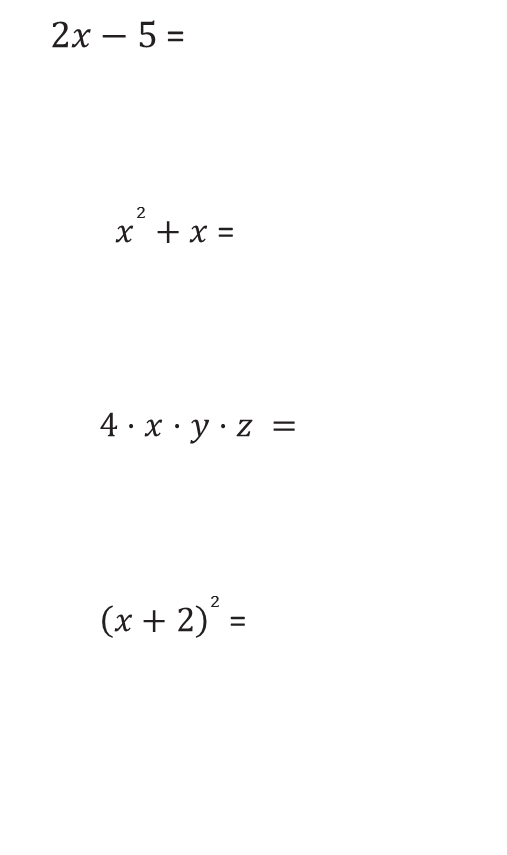 2x − 5 =
x² + x =
4 · x · y · z =
(x + 2)² =